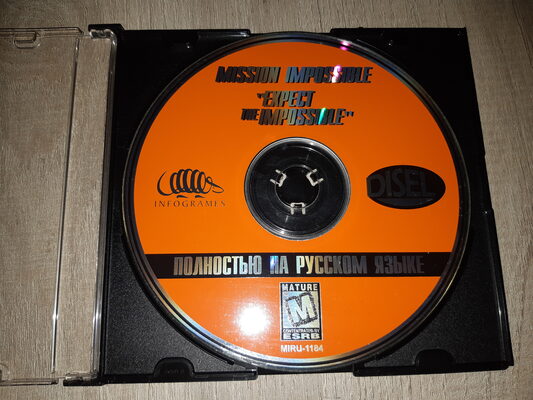 MISSION IMPOSSIBLE
"EXPECT
THE IMPOSSIBLE"
INFOGRAMES
DISEL
ПОЛНОСТЬЮ НА РУССКОМ ЯЗЫКЕ
MATURE
M
CONTENT RATED BY
ESRB
MIRU-1184